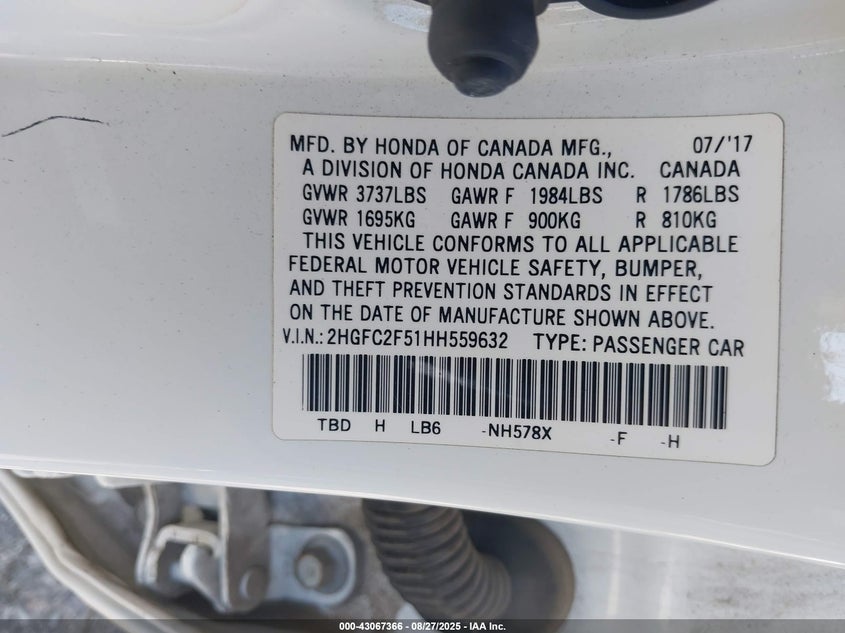 MFD. BY HONDA OF CANADA MFG., 07/'17
A DIVISION OF HONDA CANADA INC. CANADA
GVWR 3737LBS GAWR F 1984LBS R 1786LBS
GVWR 1695KG GAWR F 900KG R 810KG
THIS VEHICLE CONFORMS TO ALL APPLICABLE
FEDERAL MOTOR VEHICLE SAFETY, BUMPER,
AND THEFT PREVENTION STANDARDS IN EFFECT
ON THE DATE OF MANUFACTURE SHOWN ABOVE.
V.I.N.: 2HGFC2F51HH559632 TYPE: PASSENGER CAR
TBD H LB6 -NH578X -F -H
000-43067366 - 08/27/2025 - IAA Inc.